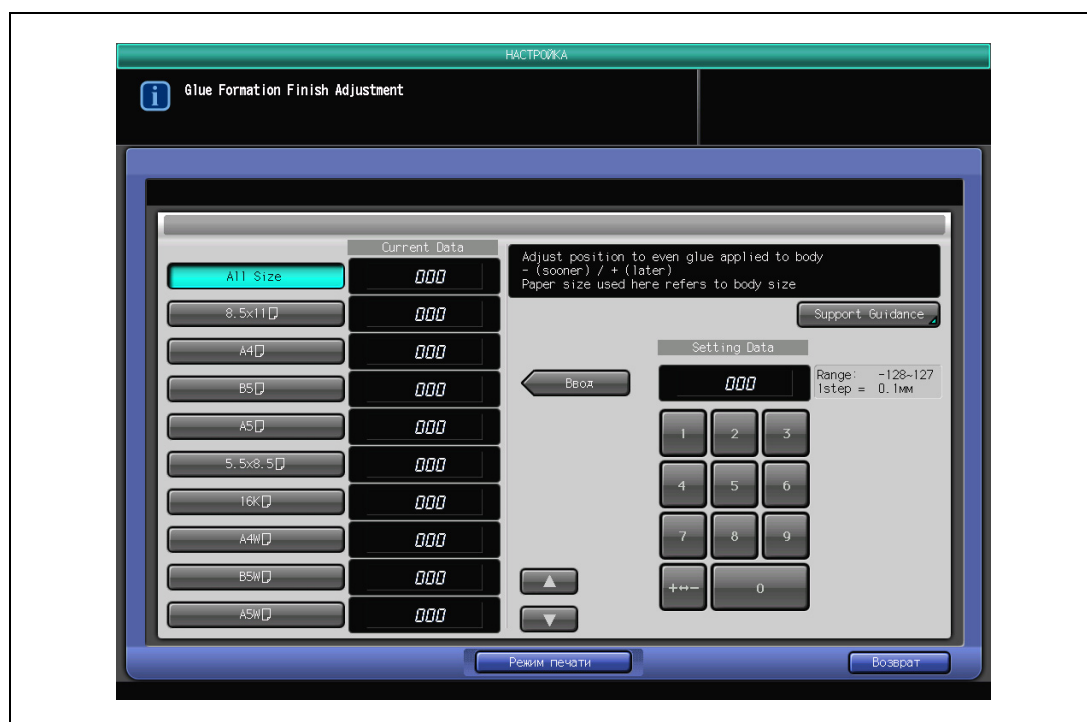 НАСТРОЙКА
Glue Formation Finish Adjustment
Current Data
All Size 000
8.5x11 000
A4 000
B5 000
A5 000
5.5x8.5 000
16K 000
A4W 000
B5W 000
A5W 000
Adjust position to even glue applied to body
- (sooner) / + (later)
Paper size used here refers to body size
Support Guidance
Setting Data
Ввод
000
Range: -128~127
1step = 0.1мм
1 2 3
4 5 6
7 8 9
+↔− 0
Режим печати
Возврат